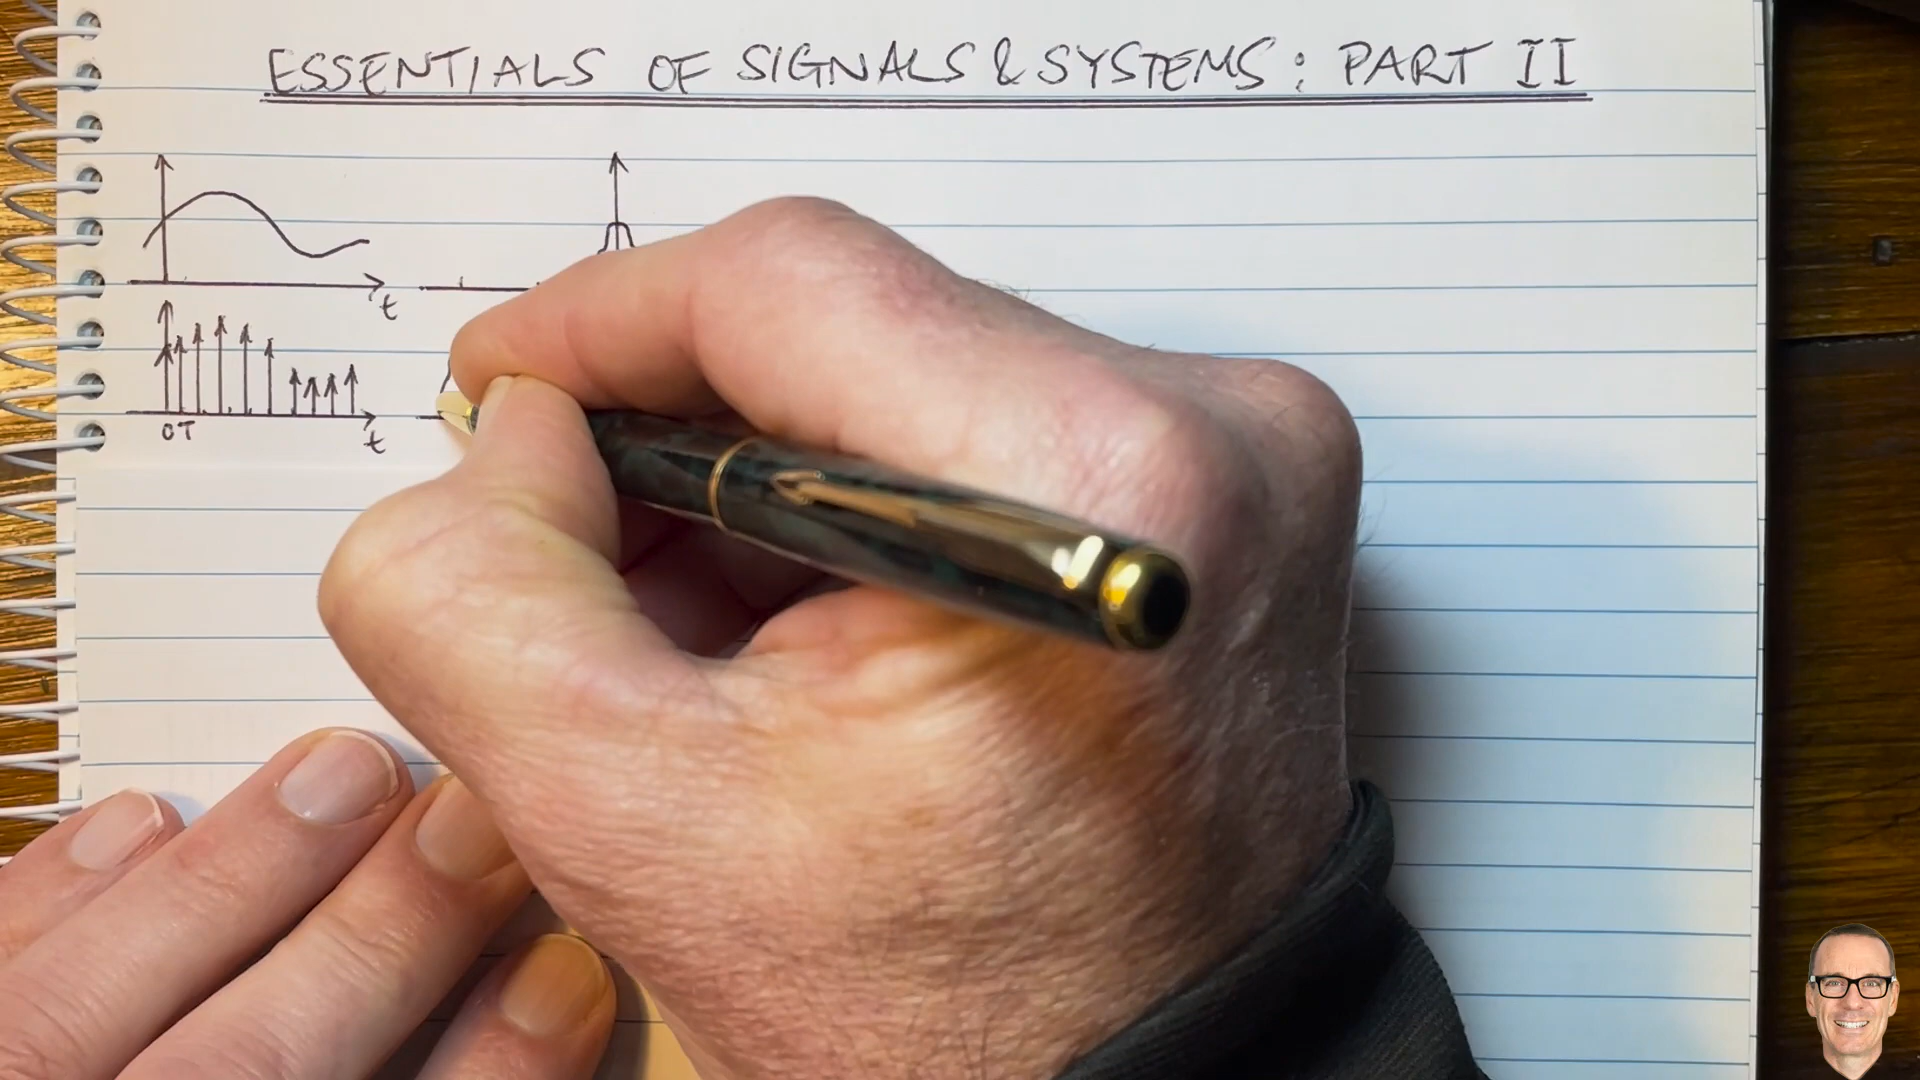 ESSENTIALS OF SIGNALS & SYSTEMS: PART II
t
0 T
t